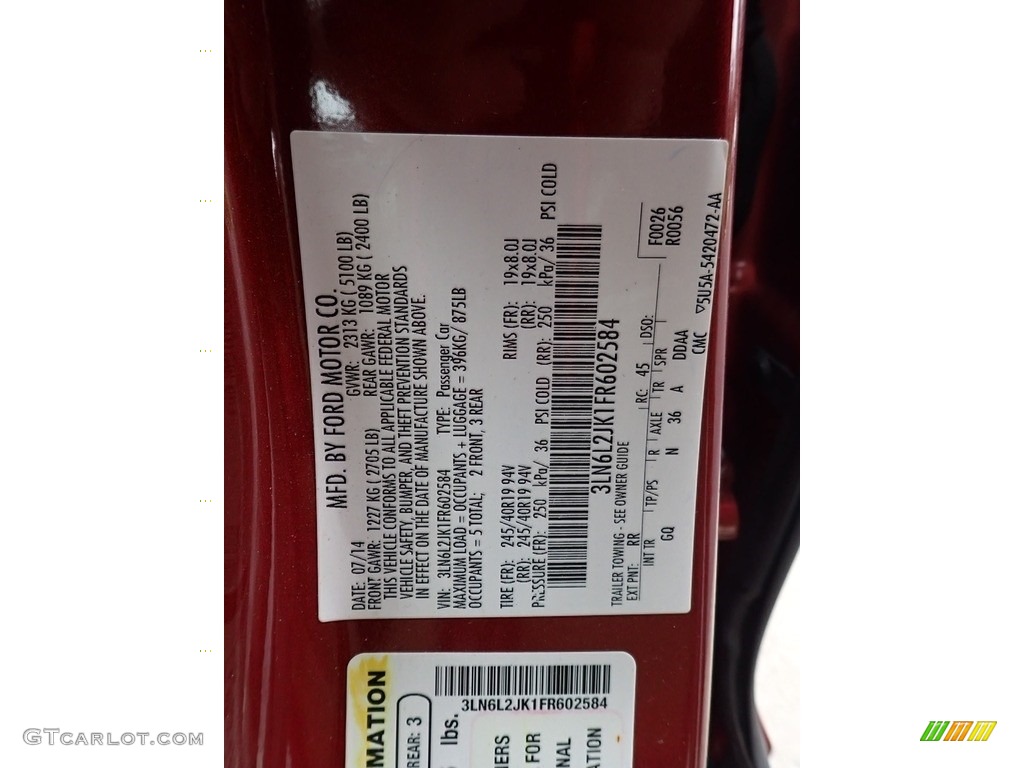 MFD. BY FORD MOTOR CO.
DATE: 07/14 GVWR: 2313 KG ( 5100 LB)
FRONT GAWR: 1227 KG ( 2705 LB) REAR GAWR: 1089 KG ( 2400 LB)
THIS VEHICLE CONFORMS TO ALL APPLICABLE FEDERAL MOTOR
VEHICLE SAFETY, BUMPER, AND THEFT PREVENTION STANDARDS
IN EFFECT ON THE DATE OF MANUFACTURE SHOWN ABOVE.
VIN: 3LN6L2JK1FR602584 TYPE: Passenger Car
MAXIMUM LOAD = OCCUPANTS + LUGGAGE = 396KG/ 875LB
OCCUPANTS = 5 TOTAL; 2 FRONT, 3 REAR
TIRE (FR): 245/40R19 94V RIMS (FR): 19x8.0J
(RR): 245/40R19 94V (RR): 19x8.0J
PRESSURE (FR): 250 kPa/ 36 PSI COLD (RR): 250 kPa/ 36 PSI COLD
3LN6L2JK1FR602584
TRAILER TOWING - SEE OWNER GUIDE
EXT PNT: RR RC: 45 DSO: F0026
R0056
INT TR TP/PS R AXLE TR SPR
GQ N 36 A DDAA
CMC ▽5U5A-5420472-AA
MATION
REAR: 3
lbs.
3LN6L2JK1FR602584
NERS
FOR
NAL
ATION
GTCARLOT.COM